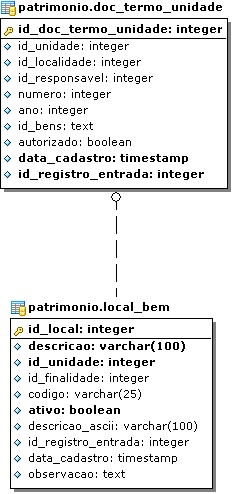 patrimonio.doc_termo_unidade
id_doc_termo_unidade: integer
id_unidade: integer
id_localidade: integer
id_responsavel: integer
numero: integer
ano: integer
id_bens: text
autorizado: boolean
data_cadastro: timestamp
id_registro_entrada: integer
patrimonio.local_bem
id_local: integer
descricao: varchar(100)
id_unidade: integer
id_finalidade: integer
codigo: varchar(25)
ativo: boolean
descricao_ascii: varchar(100)
id_registro_entrada: integer
data_cadastro: timestamp
observacao: text